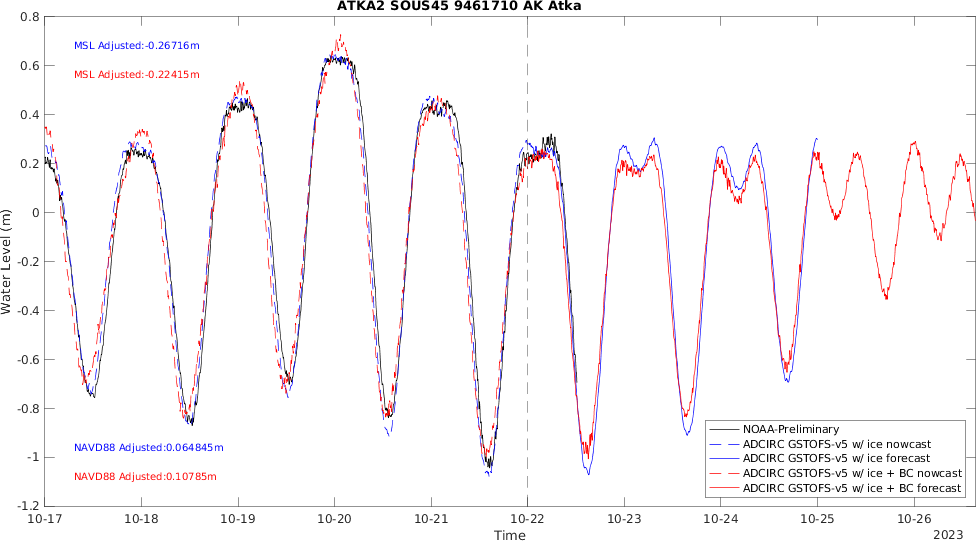 ATKA2 SOUS45 9461710 AK Atka
MSL Adjusted:-0.26716m
MSL Adjusted:-0.22415m
NAVD88 Adjusted:0.064845m
NAVD88 Adjusted:0.10785m
Water Level (m)
0.8
0.6
0.4
0.2
0
-0.2
-0.4
-0.6
-0.8
-1
-1.2
NOAA-Preliminary
ADCIRC GSTOFS-v5 w/ ice nowcast
ADCIRC GSTOFS-v5 w/ ice forecast
ADCIRC GSTOFS-v5 w/ ice + BC nowcast
ADCIRC GSTOFS-v5 w/ ice + BC forecast
10-17 10-18 10-19 10-20 10-21 10-22 10-23 10-24 10-25 10-26
Time
2023